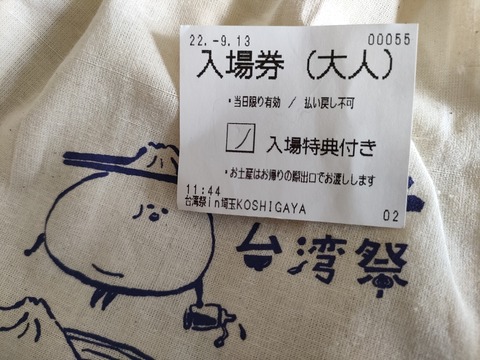 22.-9.13 00055
入場券 (大人)
・当日限り有効 / 払い戻し不可
入場特典付き
・お土産はお帰りの際出口でお渡しします
11:44
台湾祭in埼玉KOSHIGAYA 02
台湾祭